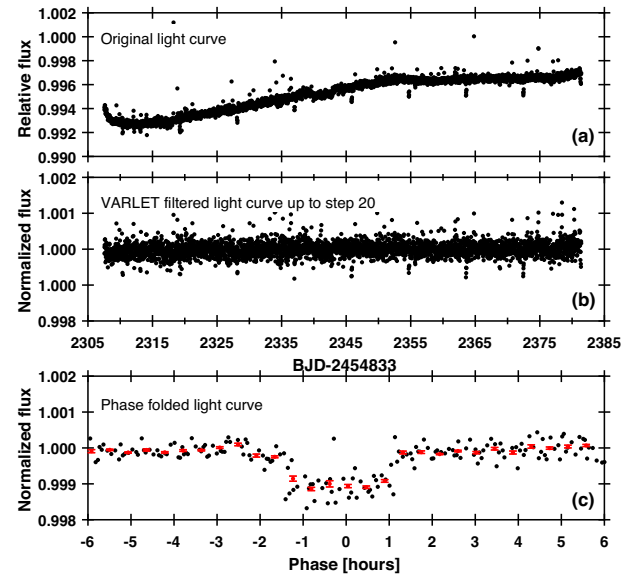 1.002
1.000
0.998
0.996
0.994
0.992
0.990
Relative flux
Original light curve
(a)
1.002
1.001
1.000
1.000
0.998
Normalized flux
VARLET filtered light curve up to step 20
(b)
2305 2315 2325 2335 2345 2355 2365 2375 2385
BJD-2454833
1.002
1.000
1.000
0.999
0.998
Normalized flux
Phase folded light curve
(c)
-6 -5 -4 -3 -2 -1 0 1 2 3 4 5 6
Phase [hours]